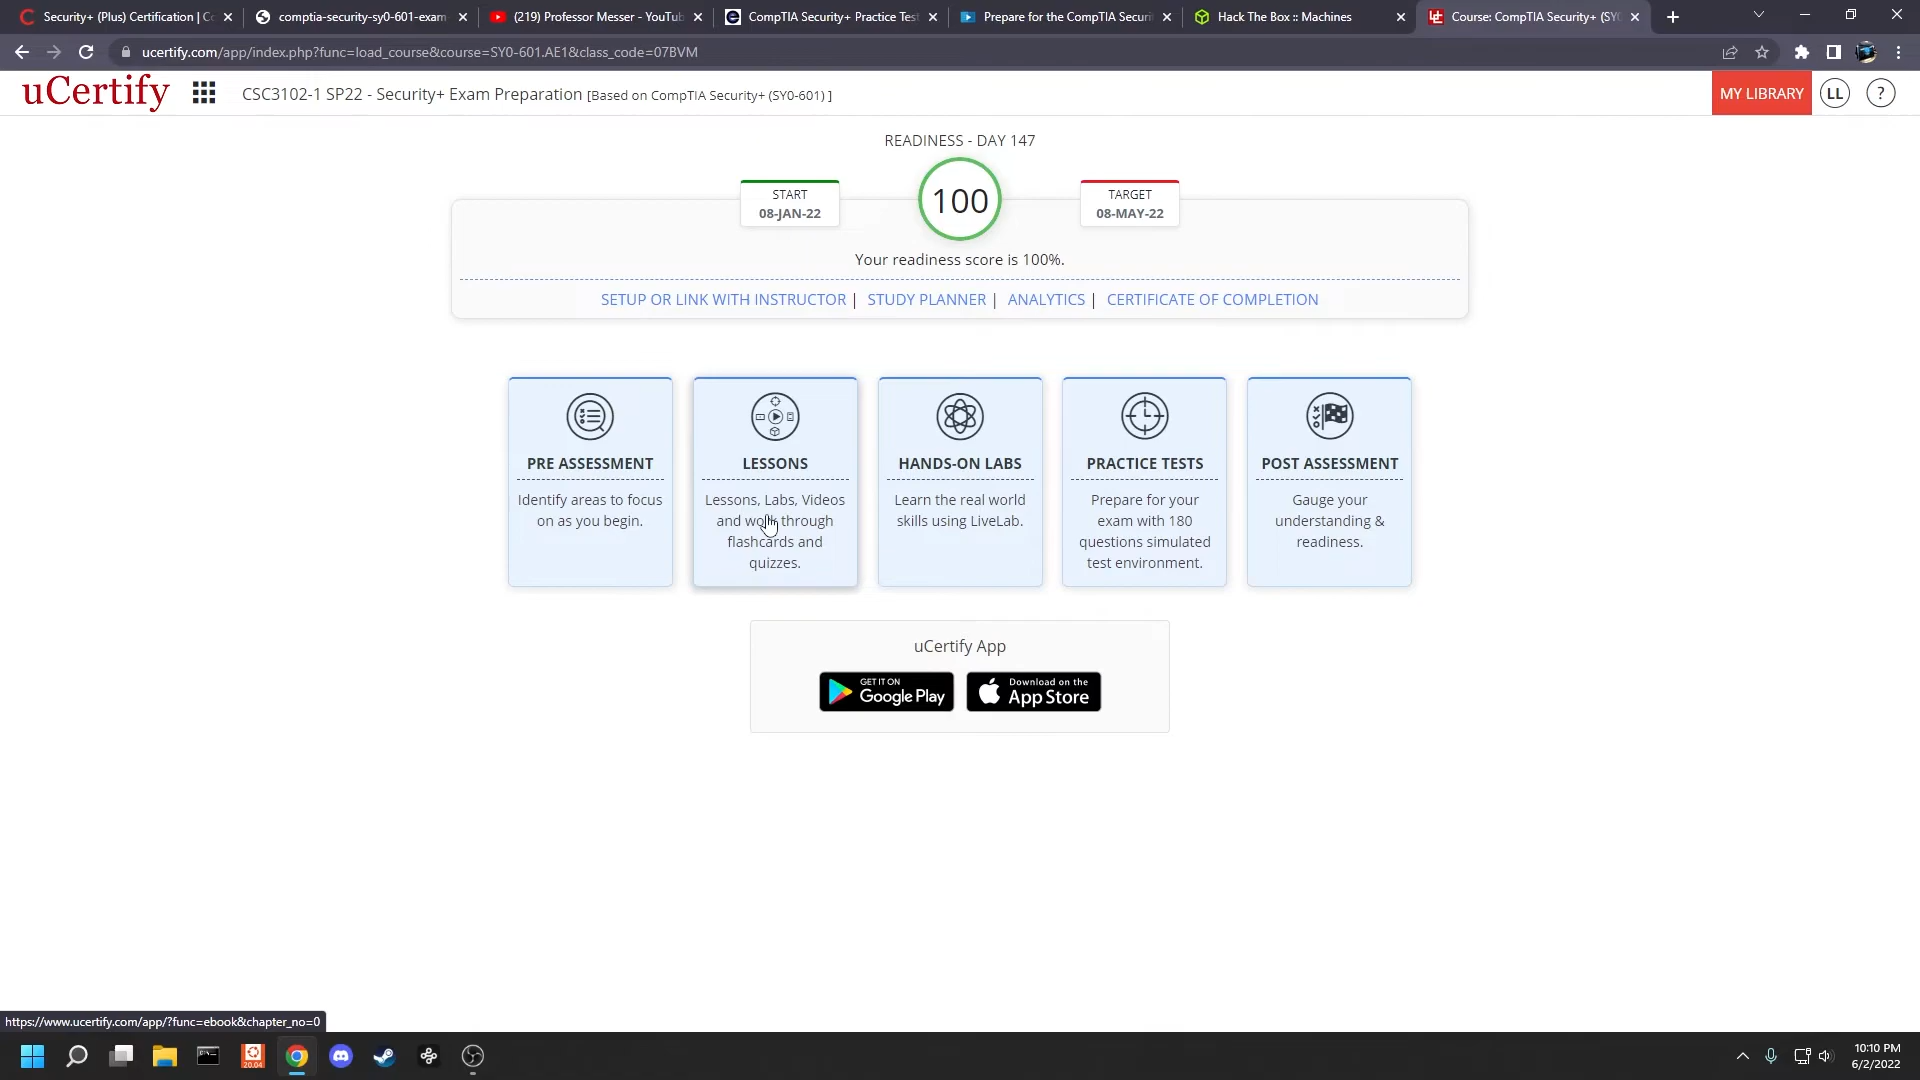 Security+ (Plus) Certification | Co
comptia-security-sy0-601-exam
(219) Professor Messer - YouTub
CompTIA Security+ Practice Test
Prepare for the CompTIA Securi
Hack The Box :: Machines
Course: CompTIA Security+ (SY0
ucertify.com/app/index.php?func=load_course&course=SY0-601.AE1&class_code=07BVM
uCertify
CSC3102-1 SP22 - Security+ Exam Preparation [Based on CompTIA Security+ (SY0-601) ]
MY LIBRARY
LL
?
READINESS - DAY 147
START
08-JAN-22
100
TARGET
08-MAY-22
Your readiness score is 100%.
SETUP OR LINK WITH INSTRUCTOR | STUDY PLANNER | ANALYTICS | CERTIFICATE OF COMPLETION
PRE ASSESSMENT
Identify areas to focus
on as you begin.
LESSONS
Lessons, Labs, Videos
and work through
flashcards and
quizzes.
HANDS-ON LABS
Learn the real world
skills using LiveLab.
PRACTICE TESTS
Prepare for your
exam with 180
questions simulated
test environment.
POST ASSESSMENT
Gauge your
understanding &
readiness.
uCertify App
GET IT ON
Google Play
Download on the
App Store
https://www.ucertify.com/app/?func=ebook&chapter_no=0
20.04
10:10 PM
6/2/2022